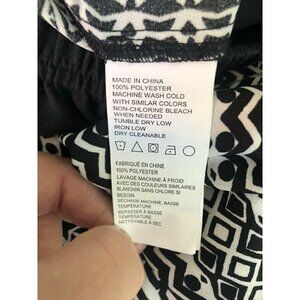 MADE IN CHINA
100% POLYESTER
MACHINE WASH COLD
WITH SIMILAR COLORS
NON-CHLORINE BLEACH
WHEN NEEDED
TUMBLE DRY LOW
IRON LOW
DRY CLEANABLE
FABRIQUÉ EN CHINE
100% POLYESTER
LAVAGE MACHINE À FROID
AVEC DES COULEURS SIMILAIRES
BLANCHIR SANS CHLORE SI
BESOIN
SÉCHAGE MACHINE, BASSE
TEMPÉRATURE
REPASSER À BASSE
TEMPÉRATURE
NETTOYABLE À SEC